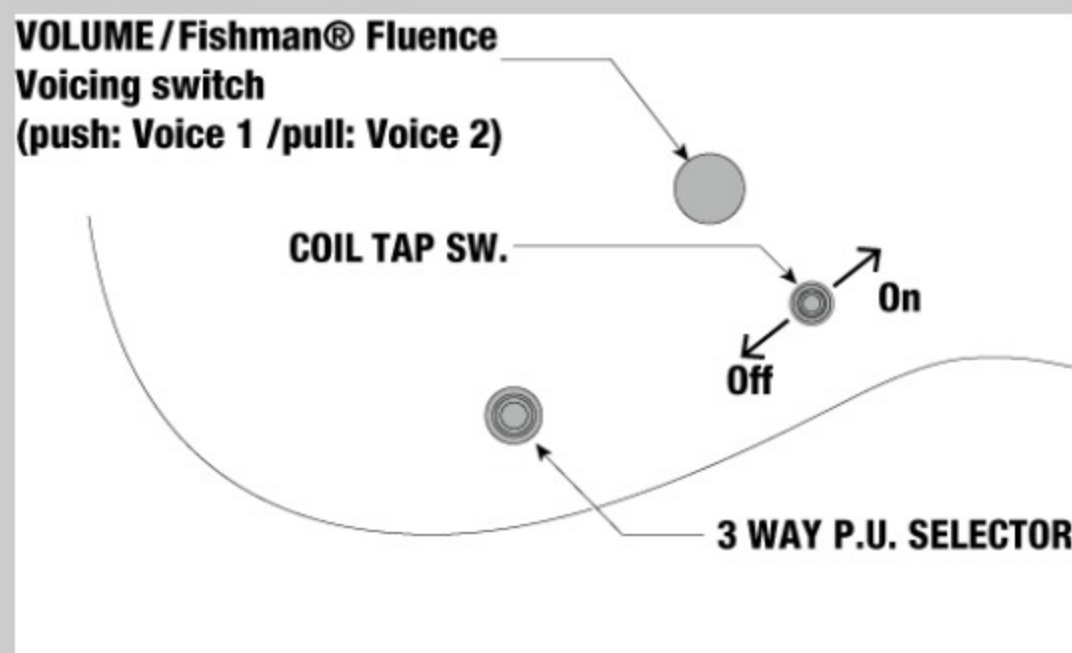 VOLUME/Fishman® Fluence
Voicing switch
(push: Voice 1 /pull: Voice 2)
COIL TAP SW.
On
Off
3 WAY P.U. SELECTOR